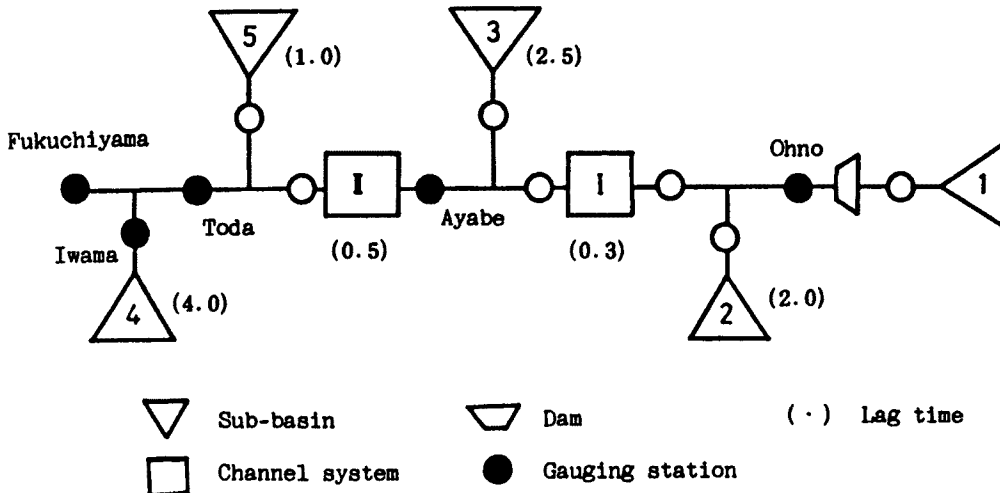 5
(1.0)
3
(2.5)
Fukuchiyama
Ohno
I
I
1
Toda
Ayabe
Iwama
(0.5)
(0.3)
4
(4.0)
2
(2.0)
Sub-basin
Dam
(·) Lag time
Channel system
Gauging station